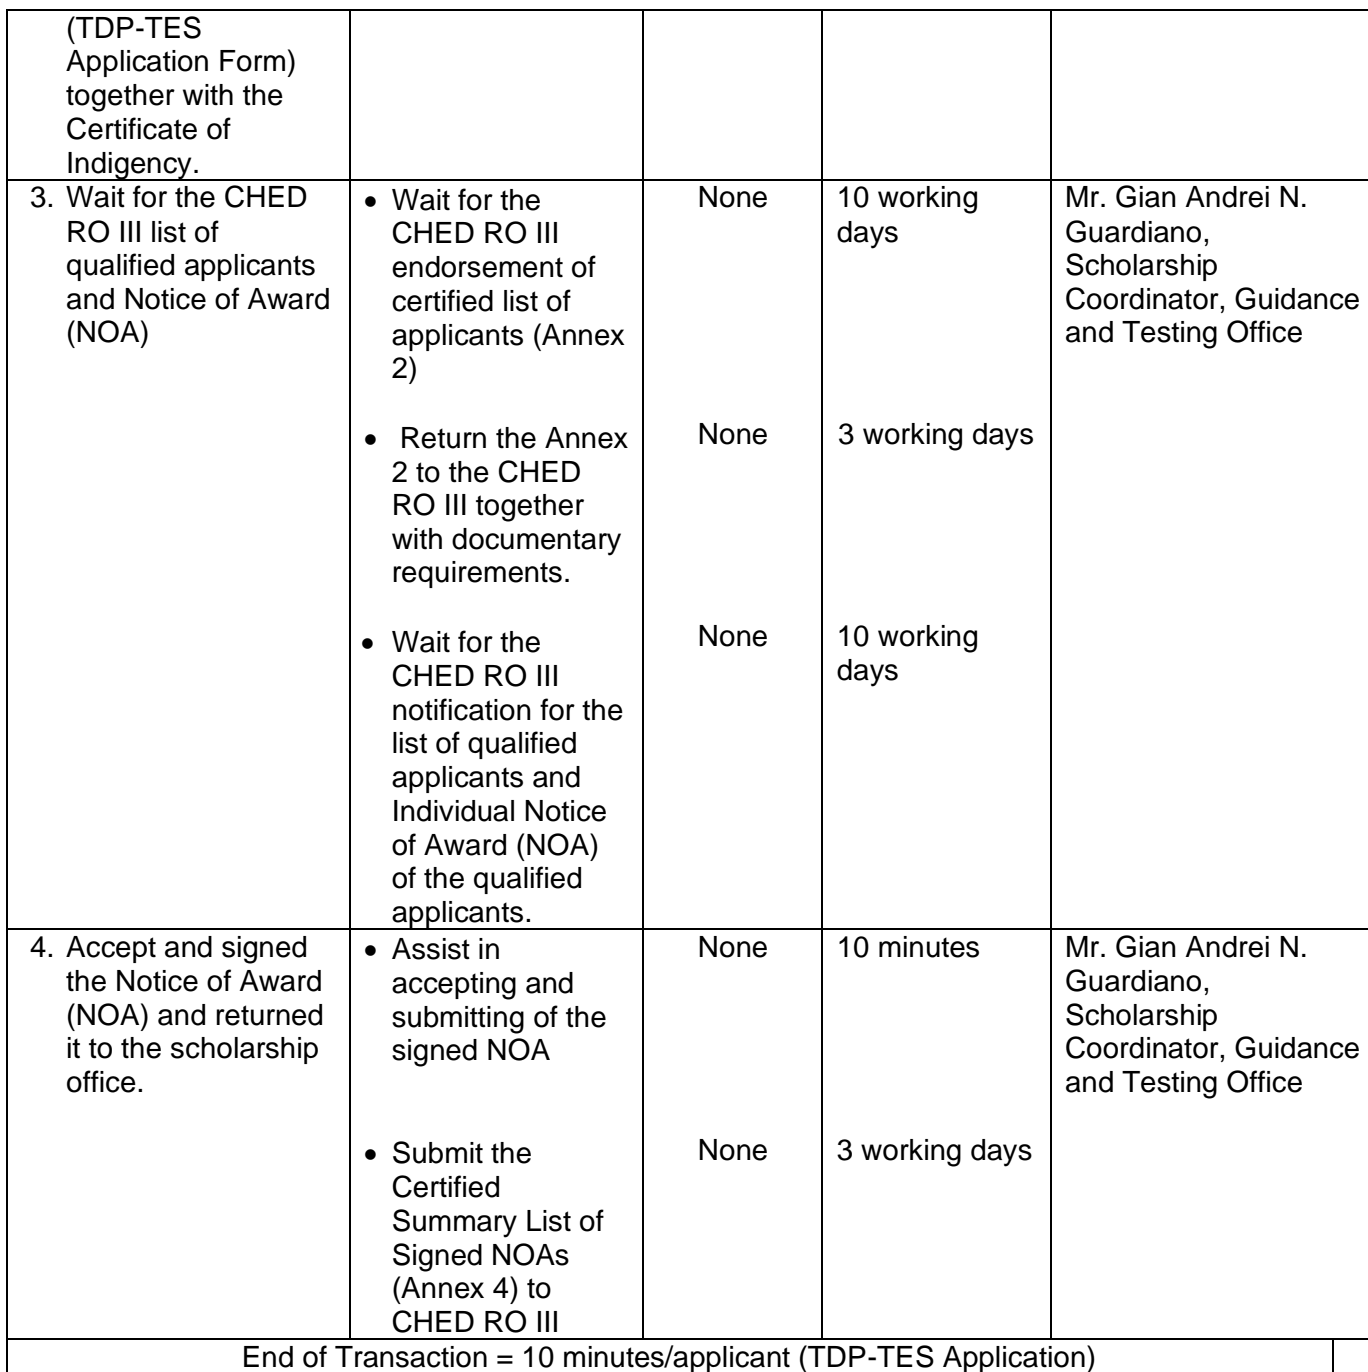 (TDP-TES
Application Form)
together with the
Certificate of
Indigency.
3. Wait for the CHED
RO III list of
qualified applicants
and Notice of Award
(NOA)
• Wait for the
CHED RO III
endorsement of
certified list of
applicants (Annex
2)
None
10 working
days
Mr. Gian Andrei N.
Guardiano,
Scholarship
Coordinator, Guidance
and Testing Office
• Return the Annex
2 to the CHED
RO III together
with documentary
requirements.
None
3 working days
• Wait for the
CHED RO III
notification for the
list of qualified
applicants and
Individual Notice
of Award (NOA)
of the qualified
applicants.
None
10 working
days
4. Accept and signed
the Notice of Award
(NOA) and returned
it to the scholarship
office.
• Assist in
accepting and
submitting of the
signed NOA
None
10 minutes
Mr. Gian Andrei N.
Guardiano,
Scholarship
Coordinator, Guidance
and Testing Office
• Submit the
Certified
Summary List of
Signed NOAs
(Annex 4) to
CHED RO III
None
3 working days
End of Transaction = 10 minutes/applicant (TDP-TES Application)